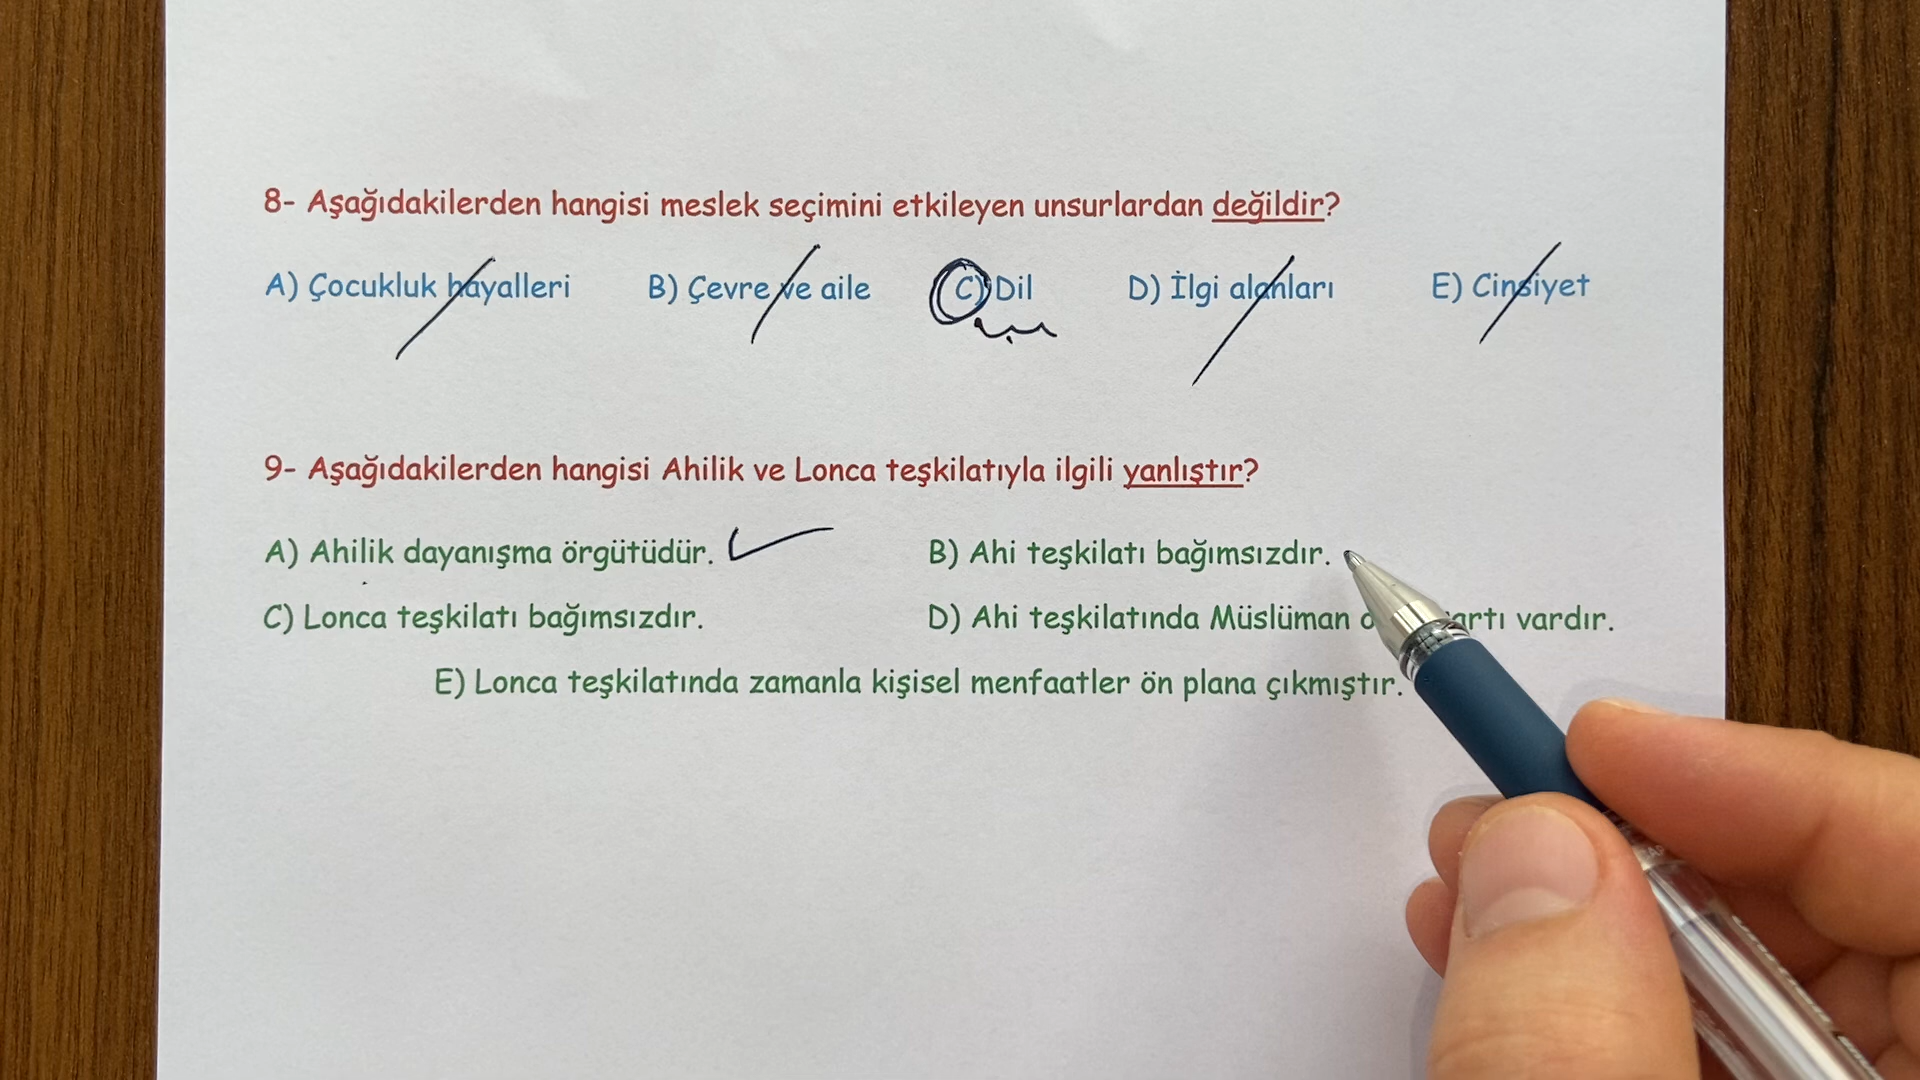 8- Aşağıdakilerden hangisi meslek seçimini etkileyen unsurlardan değildir?
A) Çocukluk hayalleri B) Çevre ve aile C) Dil D) İlgi alanları E) Cinsiyet
9- Aşağıdakilerden hangisi Ahilik ve Lonca teşkilatıyla ilgili yanlıştır?
A) Ahilik dayanışma örgütüdür. B) Ahi teşkilatı bağımsızdır.
C) Lonca teşkilatı bağımsızdır. D) Ahi teşkilatında Müslüman vardır.
E) Lonca teşkilatında zamanla kişisel menfaatler ön plana çıkmıştır.